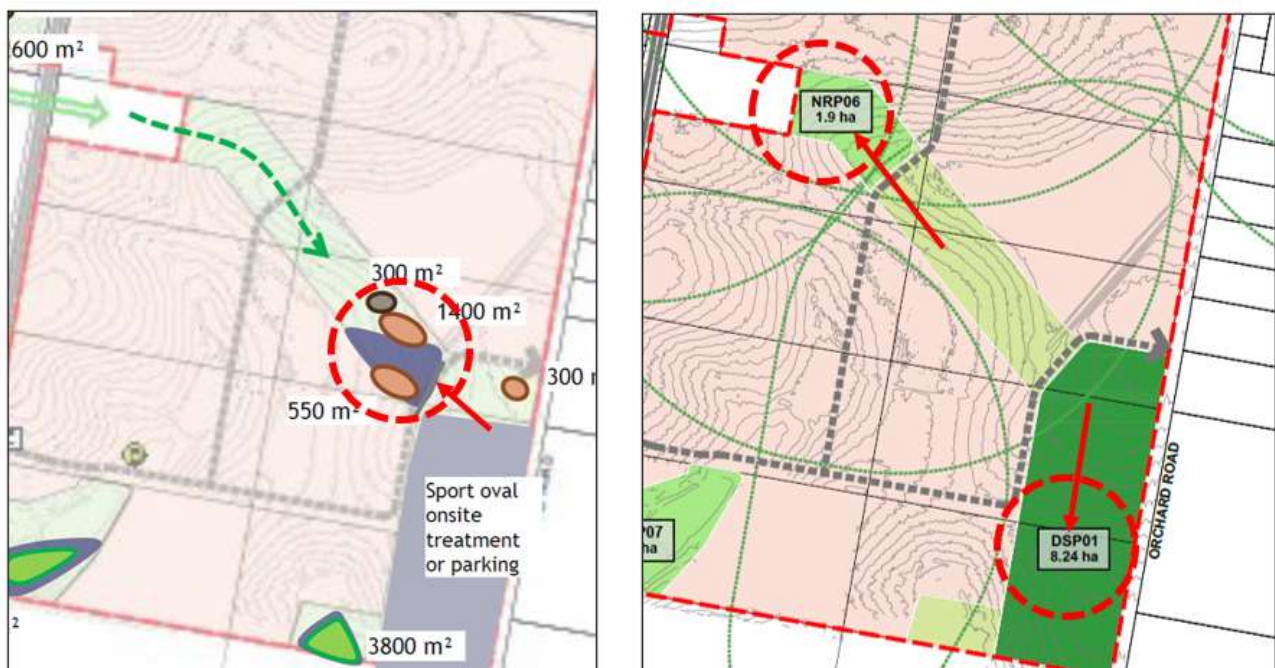 600 m²
300 m²
1400 m²
300 m
550 m²
Sport oval
onsite
treatment
or parking
3800 m²
2
NRP06
1.9 ha
P07
ha
DSP01
8.24 ha
ORCHARD ROAD